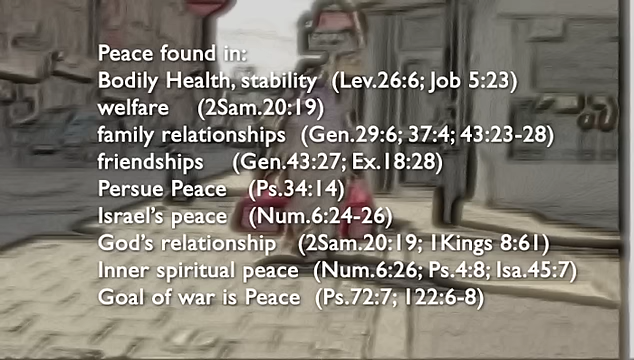 Peace found in:
Bodily Health, stability (Lev.26:6; Job 5:23)
welfare (2Sam.20:19)
family relationships (Gen.29:6; 37:4; 43:23-28)
friendships (Gen.43:27; Ex.18:28)
Persue Peace (Ps.34:14)
Israel's peace (Num.6:24-26)
God's relationship (2Sam.20:19; 1Kings 8:61)
Inner spiritual peace (Num.6:26; Ps.4:8; Isa.45:7)
Goal of war is Peace (Ps.72:7; 122:6-8)